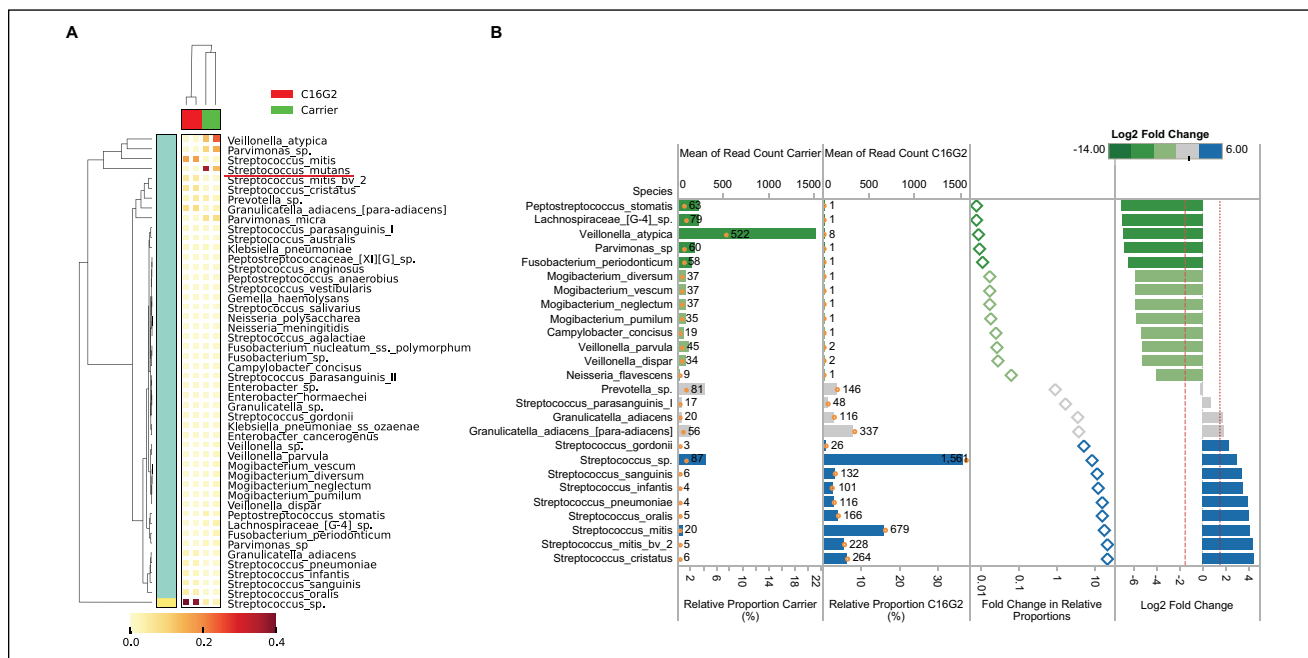 A
C16G2
Carrier
Veillonella_atypica
Parvimonas_sp.
Streptococcus_mitis
Streptococcus_mutans
Streptococcus_mitis_bv_2
Streptococcus_cristatus
Prevotella_sp.
Granulicatella_adiacens_[para-adiacens]
Parvimonas_micra
Streptococcus_parasanguinis_I
Streptococcus_australis
Klebsiella_pneumoniae
Peptostreptococcaceae_[XI][G]_sp.
Streptococcus_anginosus
Peptostreptococcus_anaerobius
Streptococcus_vestibularis
Gemella_haemolysans
Streptococcus_salivarius
Neisseria_polysaccharea
Neisseria_meningitidis
Streptococcus_agalactiae
Fusobacterium_nucleatum_ss._polymorphum
Fusobacterium_sp.
Campylobacter_concisus
Streptococcus_parasanguinis_II
Enterobacter_sp.
Enterobacter_hormaechei
Granulicatella_sp.
Streptococcus_gordonii
Klebsiella_pneumoniae_ss_ozaenae
Enterobacter_cancerogenus
Veillonella_sp.
Veillonella_parvula
Mogibacterium_vescum
Mogibacterium_diversum
Mogibacterium_neglectum
Mogibacterium_pumilum
Veillonella_dispar
Peptostreptococcus_stomatis
Lachnospiraceae_[G-4]_sp.
Fusobacterium_periodonticum
Parvimonas_sp
Granulicatella_adiacens
Streptococcus_pneumoniae
Streptococcus_infantis
Streptococcus_sanguinis
Streptococcus_oralis
Streptococcus_sp.
0.0 0.2 0.4
B
Log2 Fold Change
-14.00 6.00
Mean of Read Count Carrier Mean of Read Count C16G2
Species 0 500 1000 1500 0 500 1000 1500
Peptostreptococcus_stomatis 63 1
Lachnospiraceae_[G-4]_sp. 79 1
Veillonella_atypica 522 8
Parvimonas_sp 60 1
Fusobacterium_periodonticum 58 1
Mogibacterium_diversum 37 1
Mogibacterium_vescum 37 1
Mogibacterium_neglectum 37 1
Mogibacterium_pumilum 35 1
Campylobacter_concisus 19 1
Veillonella_parvula 45 2
Veillonella_dispar 34 2
Neisseria_flavescens 9 1
Prevotella_sp. 81 146
Streptococcus_parasanguinis_I 17 48
Granulicatella_adiacens 20 116
Granulicatella_adiacens_[para-adiacens] 56 337
Streptococcus_gordonii 3 26
Streptococcus_sp. 87 1,561
Streptococcus_sanguinis 6 132
Streptococcus_infantis 4 101
Streptococcus_pneumoniae 4 116
Streptococcus_oralis 5 166
Streptococcus_mitis 20 679
Streptococcus_mitis_bv_2 5 228
Streptococcus_cristatus 6 264
2 4 6 8 10 12 14 16 18 20 22 0 10 20 30 0.01 0.1 1 10 -6 -4 -2 0 2 4
Relative Proportion Carrier (%)
Relative Proportion C16G2 (%)
Fold Change in Relative Proportions
Log2 Fold Change